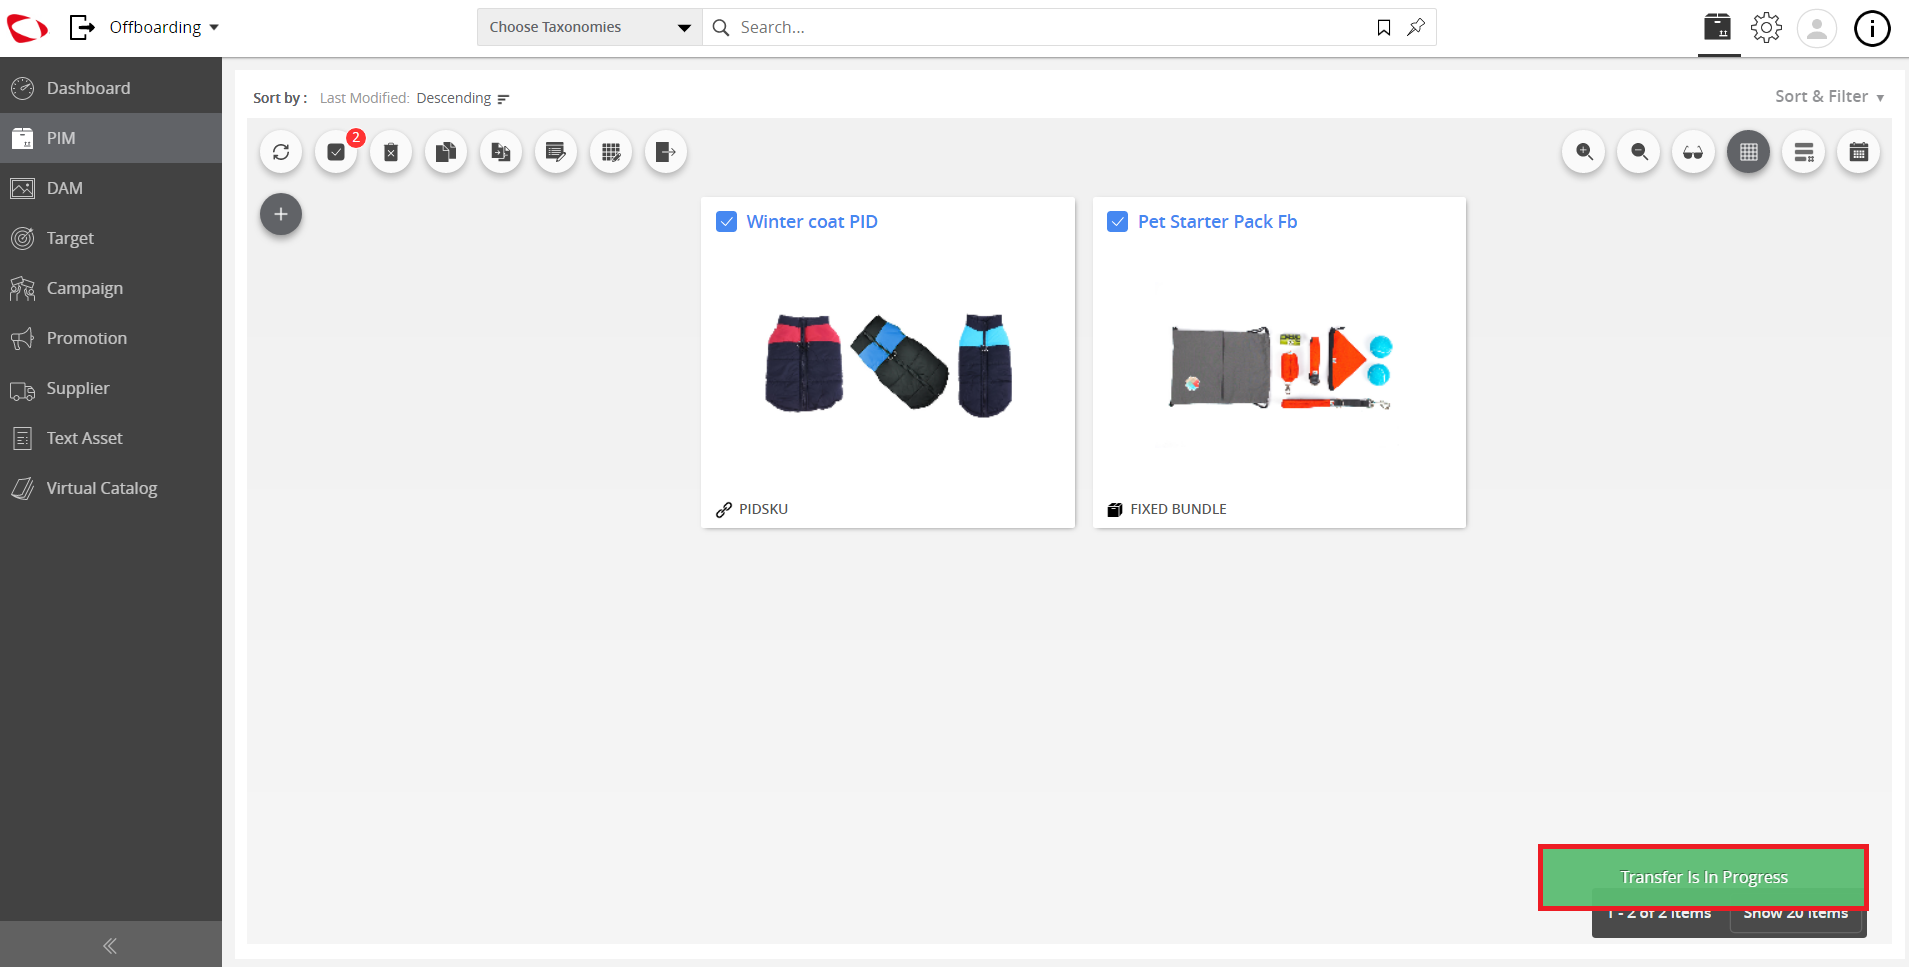 Offboarding
Choose Taxonomies
Search...
Dashboard
PIM
DAM
Target
Campaign
Promotion
Supplier
Text Asset
Virtual Catalog
Sort by : Last Modified: Descending
Sort & Filter
2
Winter coat PID
PIDSKU
Pet Starter Pack Fb
FIXED BUNDLE
Transfer Is In Progress
1 - 2 of 2 Items
Show 20 Items